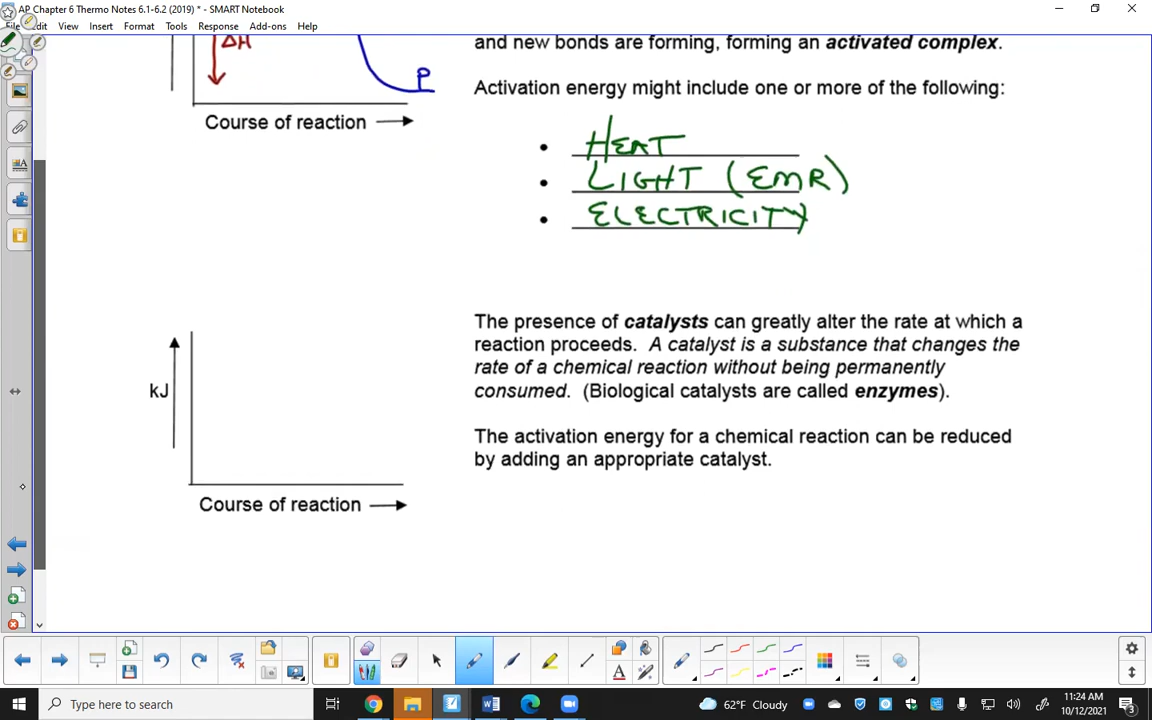 AP Chapter 6 Thermo Notes 6.1-6.2 (2019) * - SMART Notebook
File Edit View Insert Format Tools Response Add-ons Help
ΔH
P
Course of reaction
and new bonds are forming, forming an activated complex.
Activation energy might include one or more of the following:
• HEAT
• LIGHT (EMR)
• ELECTRICITY
kJ
Course of reaction
The presence of catalysts can greatly alter the rate at which a
reaction proceeds. A catalyst is a substance that changes the
rate of a chemical reaction without being permanently
consumed. (Biological catalysts are called enzymes).
The activation energy for a chemical reaction can be reduced
by adding an appropriate catalyst.
Type here to search
62°F Cloudy
11:24 AM
10/12/2021
3